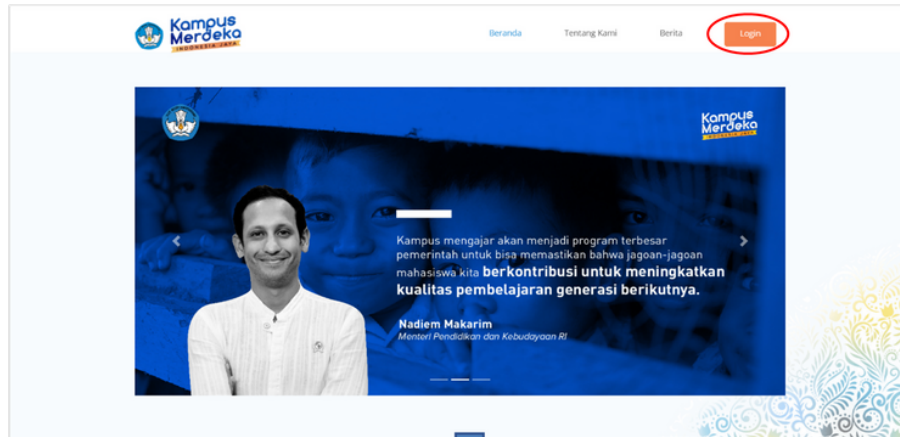 Kampus
Merdeka
INDONESIA JAYA
Beranda
Tentang Kami
Berita
Login
Kampus
Merdeka
INDONESIA JAYA
Kampus mengajar akan menjadi program terbesar
pemerintah untuk bisa memastikan bahwa jagoan-jagoan
mahasiswa kita berkontribusi untuk meningkatkan
kualitas pembelajaran generasi berikutnya.
Nadiem Makarim
Menteri Pendidikan dan Kebudayaan RI